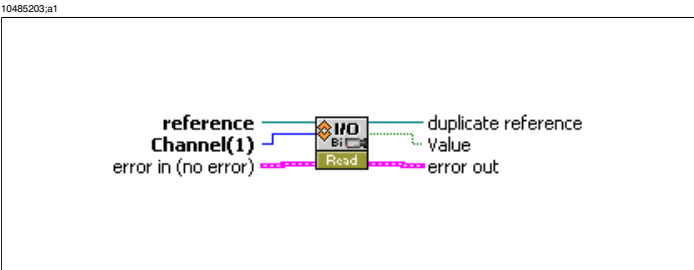 10485203;a1
reference
Channel(1)
error in (no error)
I/O
Bi
Read
duplicate reference
Value
error out